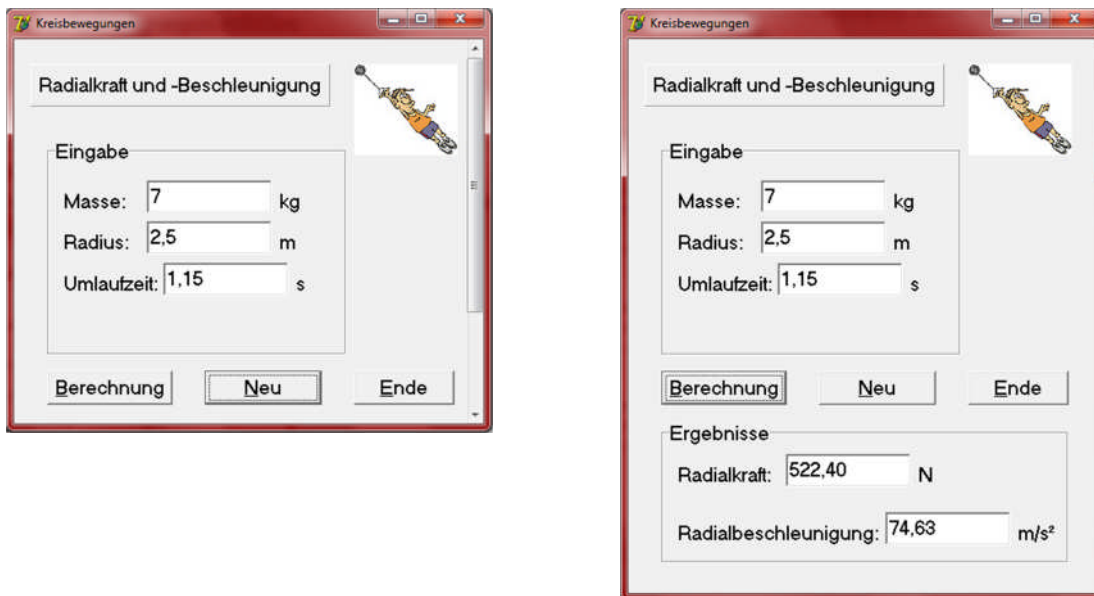 Kreisbewegungen
Radialkraft und -Beschleunigung
Eingabe
Masse: 7 kg
Radius: 2,5 m
Umlaufzeit: 1,15 s
Berechnung Neu Ende
Kreisbewegungen
Radialkraft und -Beschleunigung
Eingabe
Masse: 7 kg
Radius: 2,5 m
Umlaufzeit: 1,15 s
Berechnung Neu Ende
Ergebnisse
Radialkraft: 522,40 N
Radialbeschleunigung: 74,63 m/s²